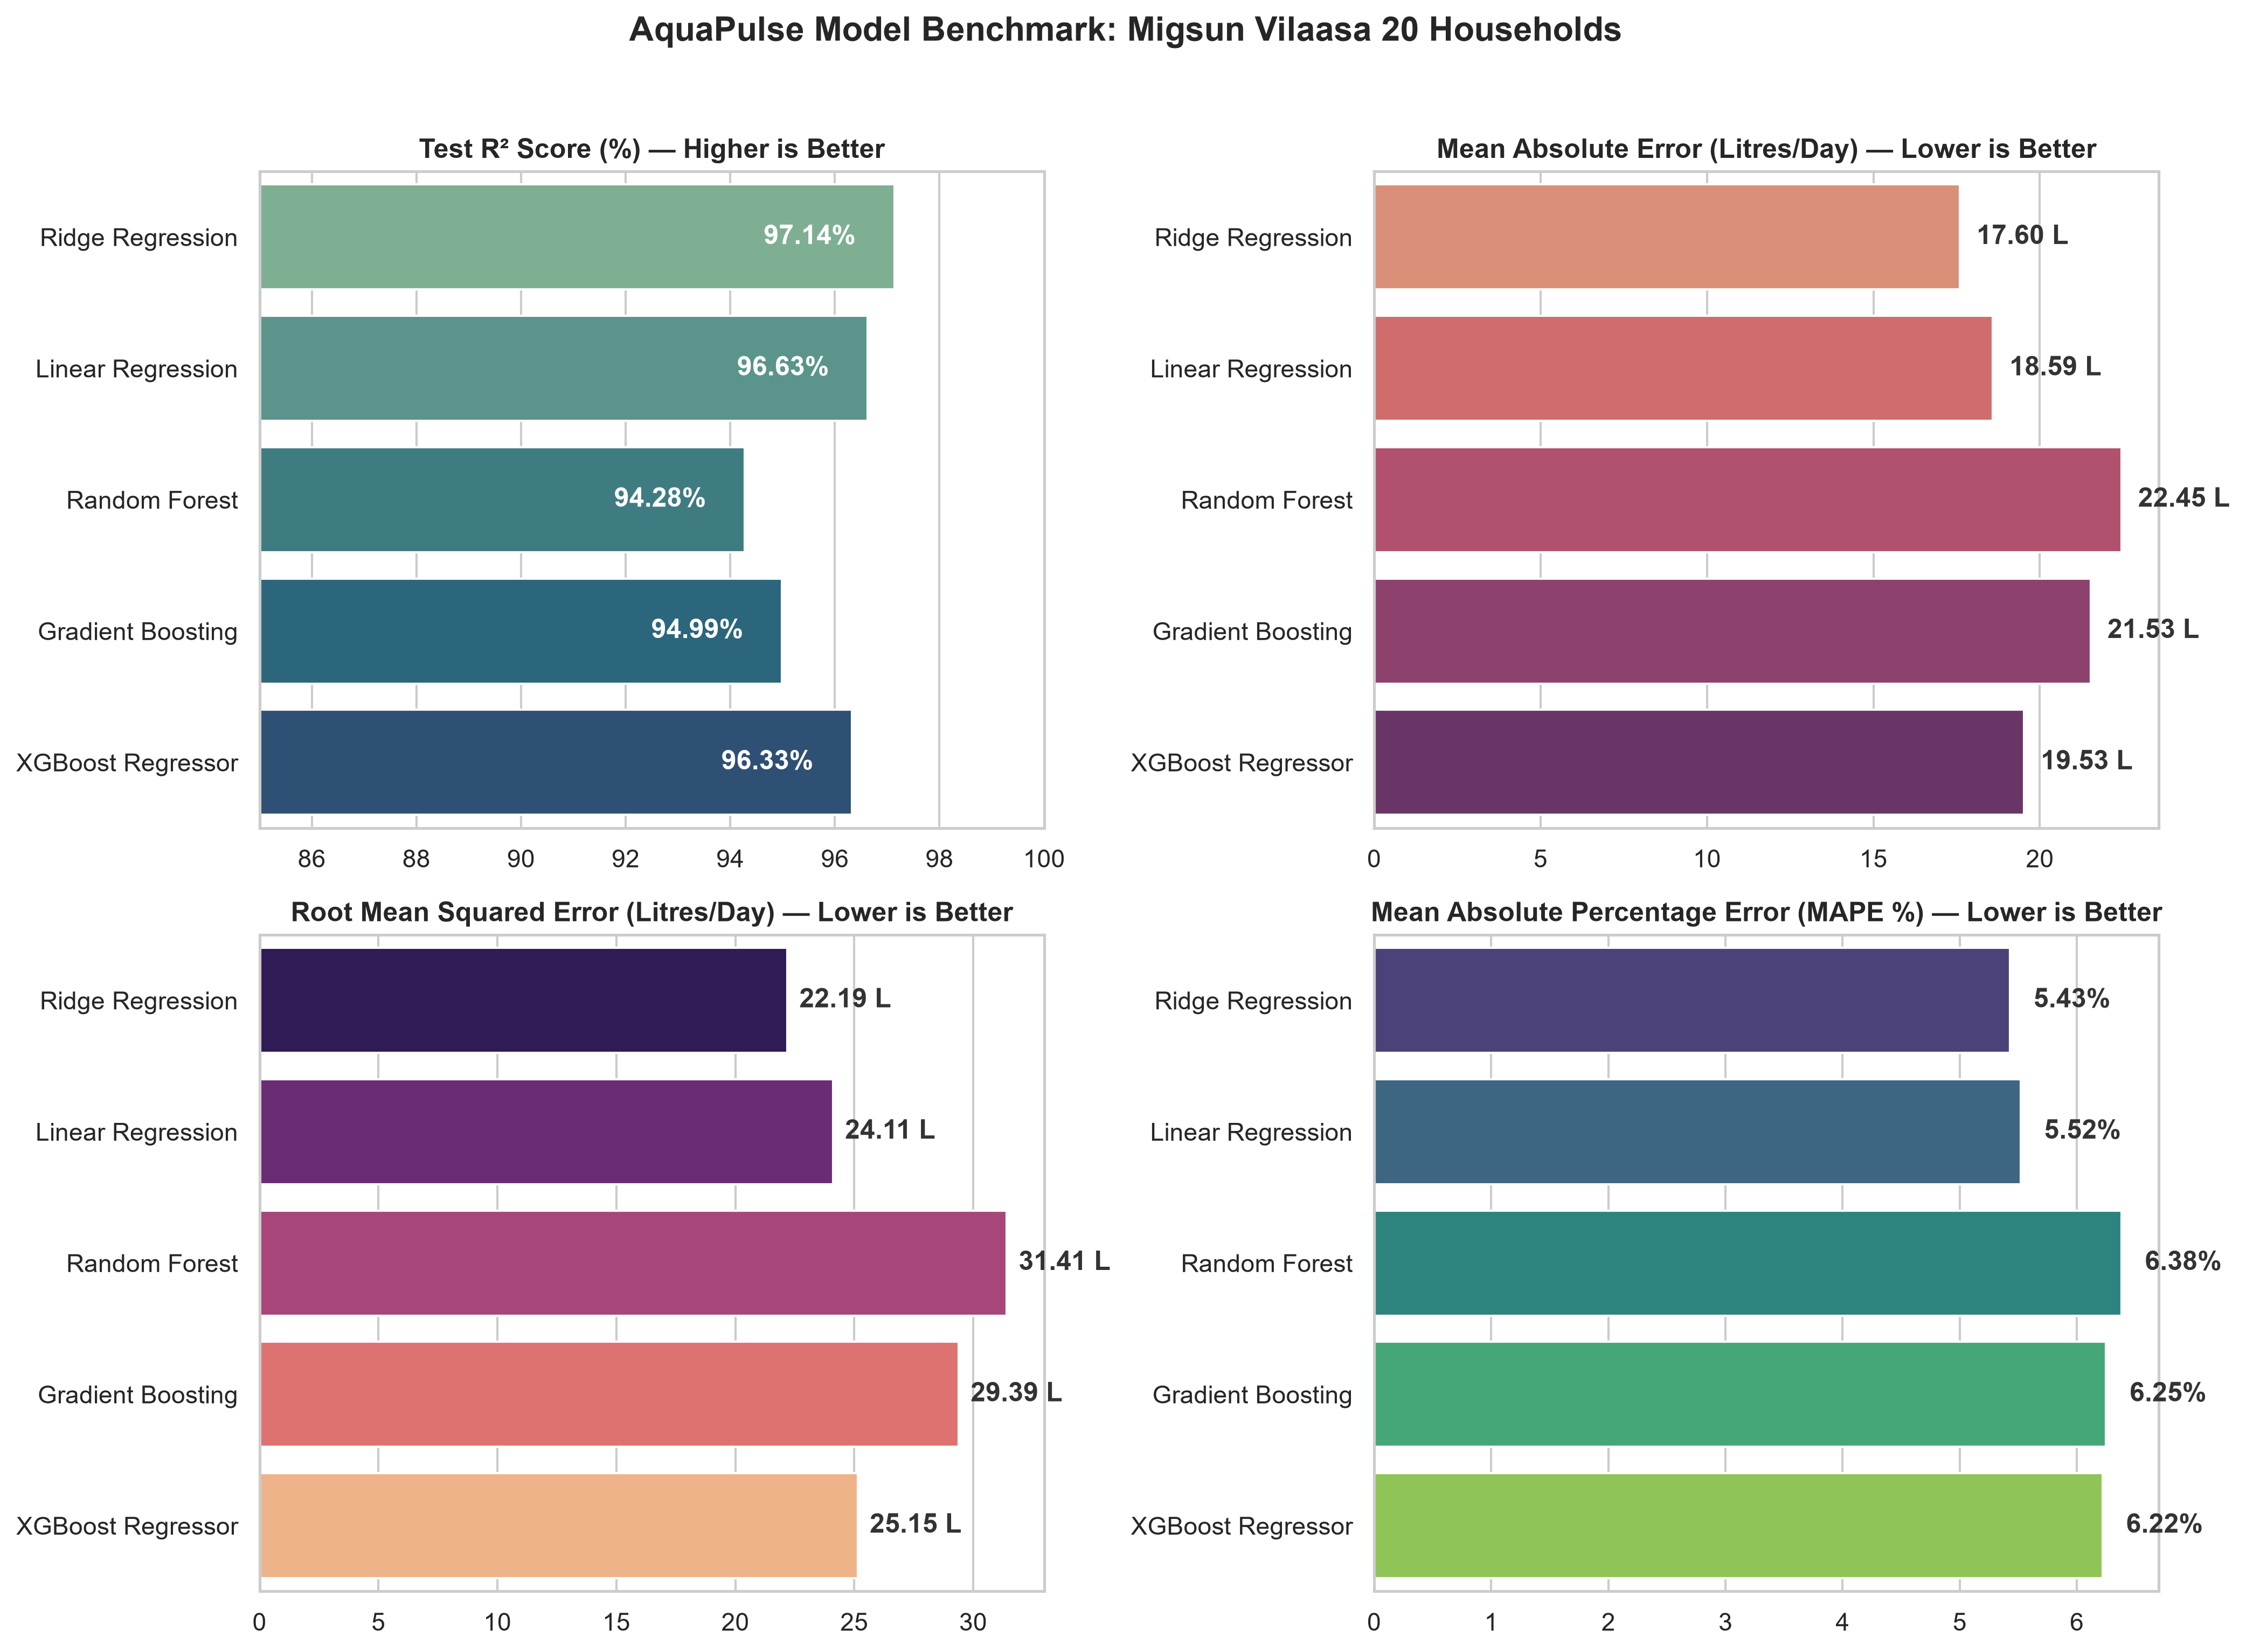 AquaPulse Model Benchmark: Migsun Vilaasa 20 Households
Test R² Score (%) — Higher is Better
Ridge Regression
97.14%
Linear Regression
96.63%
Random Forest
94.28%
Gradient Boosting
94.99%
XGBoost Regressor
96.33%
86 88 90 92 94 96 98 100
Mean Absolute Error (Litres/Day) — Lower is Better
Ridge Regression
17.60 L
Linear Regression
18.59 L
Random Forest
22.45 L
Gradient Boosting
21.53 L
XGBoost Regressor
19.53 L
0 5 10 15 20
Root Mean Squared Error (Litres/Day) — Lower is Better
Ridge Regression
22.19 L
Linear Regression
24.11 L
Random Forest
31.41 L
Gradient Boosting
29.39 L
XGBoost Regressor
25.15 L
0 5 10 15 20 25 30
Mean Absolute Percentage Error (MAPE %) — Lower is Better
Ridge Regression
5.43%
Linear Regression
5.52%
Random Forest
6.38%
Gradient Boosting
6.25%
XGBoost Regressor
6.22%
0 1 2 3 4 5 6